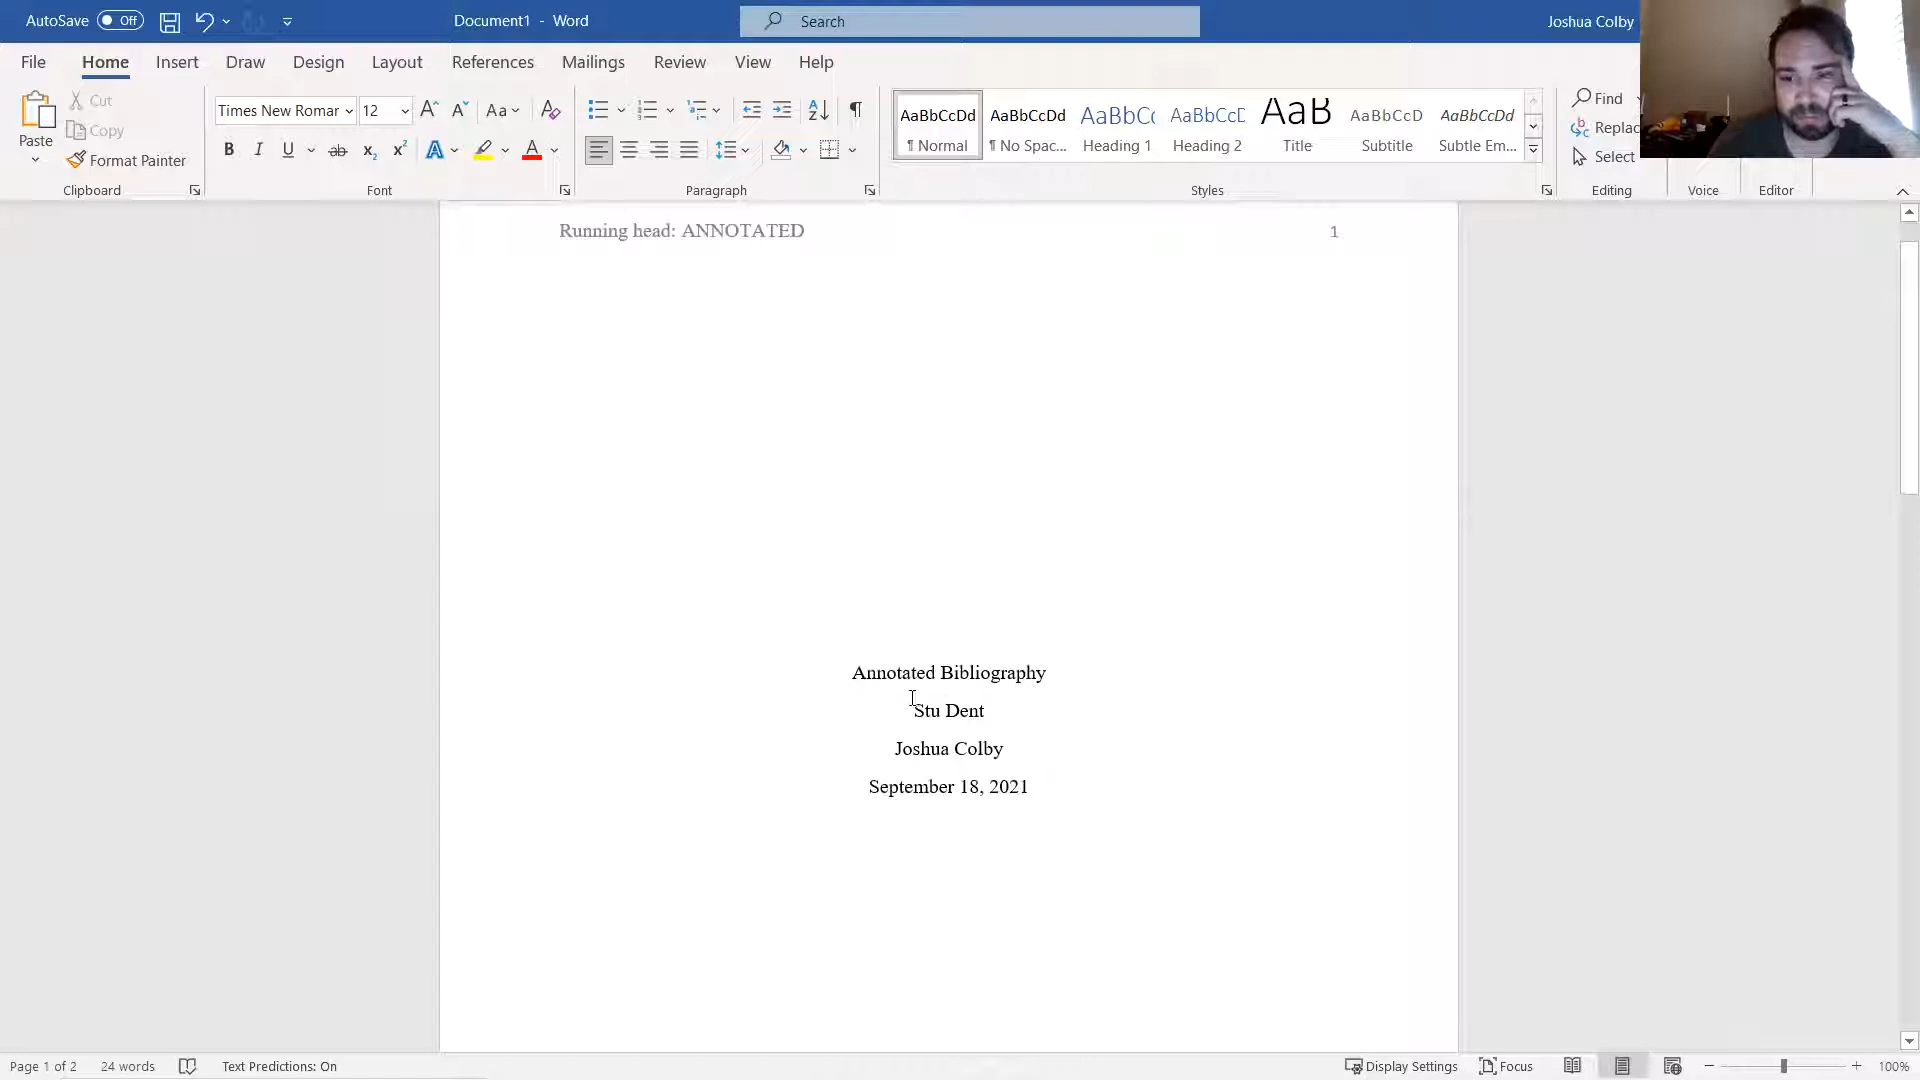 AutoSave Off Document1 - Word Search Joshua Colby
File Home Insert Draw Design Layout References Mailings Review View Help
Paste
Cut
Copy
Format Painter
Clipboard
Times New Romar 12 Aa
Font
Paragraph
AaBbCcDd AaBbCcDd AaBbCc AaBbCcD AaB AaBbCcD AaBbCcDd
¶ Normal ¶ No Spac... Heading 1 Heading 2 Title Subtitle Subtle Em...
Styles
Find
Replac
Select
Editing
Voice
Editor
Running head: ANNOTATED 1
Annotated Bibliography
Stu Dent
Joshua Colby
September 18, 2021
Page 1 of 2 24 words Text Predictions: On Display Settings Focus 100%